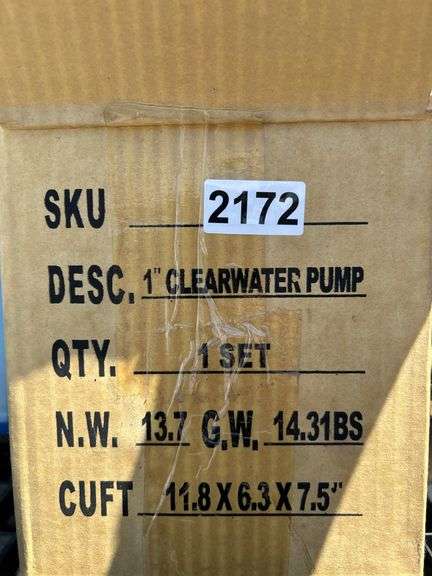 SKU 2172
DESC. 1" CLEARWATER PUMP
QTY. 1 SET
N.W. 13.7 G.W. 14.31BS
CUFT 11.8 X 6.3 X 7.5"